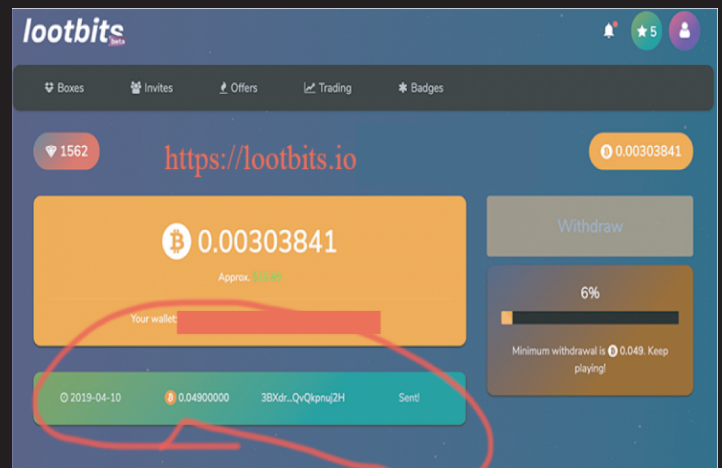 lootbits
beta
5
Boxes
Invites
Offers
Trading
Badges
1562
https://lootbits.io
0.00303841
0.00303841
Approx.
Withdraw
Your wallet:
6%
Minimum withdrawal is 0.049. Keep
playing!
2019-04-10 0.04900000 3BXdr...QvQkpnuj2H Sent!